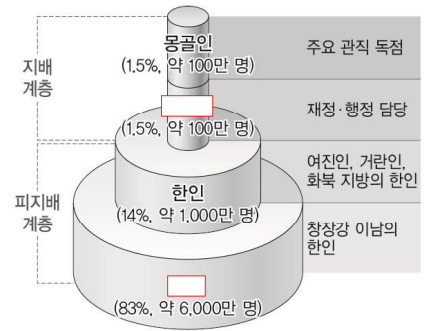 몽골인
(1.5%, 약 100만 명)
주요 관직 독점
지배
계층
(1.5%, 약 100만 명)
재정·행정 담당
여진인, 거란인,
화북 지방의 한인
피지배
계층
한인
(14%, 약 1,000만 명)
창장강 이남의
한인
(83%, 약 6,000만 명)